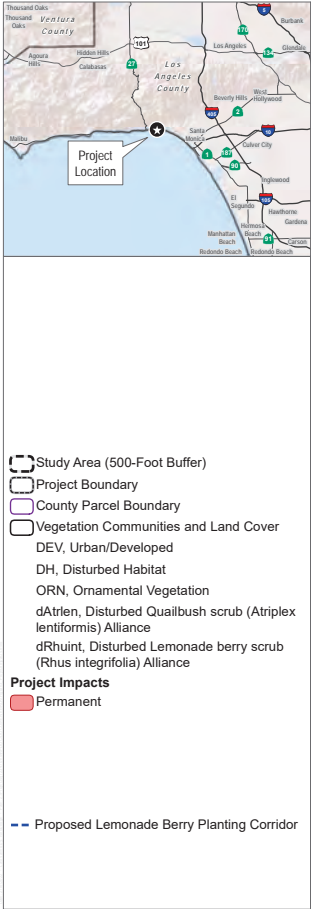 Thousand Oaks
Thousand
Oaks
Ventura
County
Agoura
Hills
Hidden Hills
Calabasas
101
27
Los
Angeles
County
5
170
Burbank
Los Angeles
134
Glendale
Beverly Hills
West
Hollywood
2
405
10
Malibu
Santa
Monica
Culver City
1
187
90
Project
Location
Inglewood
El
Segundo
105
Hawthorne
Gardena
Manhattan
Beach
Hermosa
Beach
91
Carson
Redondo Beach
Redondo Beach
Study Area (500-Foot Buffer)
Project Boundary
County Parcel Boundary
Vegetation Communities and Land Cover
DEV, Urban/Developed
DH, Disturbed Habitat
ORN, Ornamental Vegetation
dAtrlen, Disturbed Quailbush scrub (Atriplex
lentiformis) Alliance
dRhuint, Disturbed Lemonade berry scrub
(Rhus integrifolia) Alliance
Project Impacts
Permanent
Proposed Lemonade Berry Planting Corridor